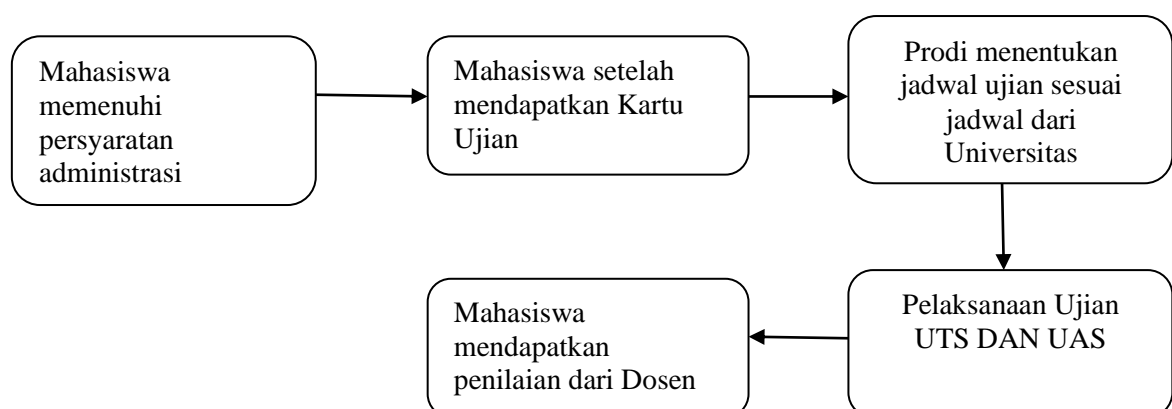 Mahasiswa
memenuhi
persyaratan
administrasi
Mahasiswa setelah
mendapatkan Kartu
Ujian
Prodi menentukan
jadwal ujian sesuai
jadwal dari
Universitas
Pelaksanaan Ujian
UTS DAN UAS
Mahasiswa
mendapatkan
penilaian dari Dosen